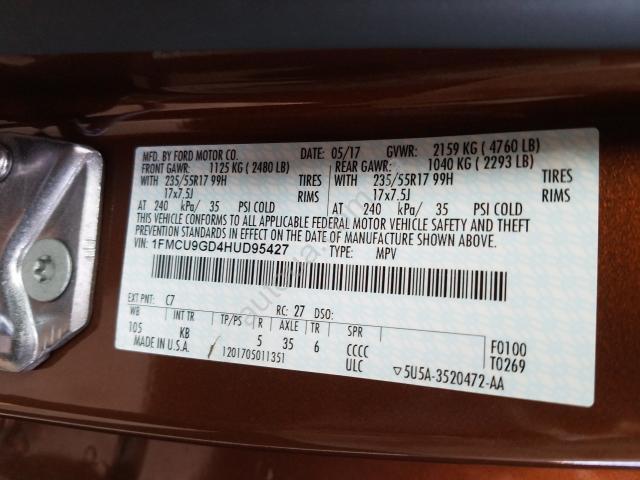 MFD. BY FORD MOTOR CO. DATE: 05/17 GVWR: 2159 KG ( 4760 LB)
FRONT GAWR: 1125 KG ( 2480 LB) REAR GAWR: 1040 KG ( 2293 LB)
WITH 235/55R17 99H TIRES WITH 235/55R17 99H TIRES
17x7.5J RIMS 17x7.5J RIMS
AT 240 kPa/ 35 PSI COLD AT 240 kPa/ 35 PSI COLD
THIS VEHICLE CONFORMS TO ALL APPLICABLE FEDERAL MOTOR VEHICLE SAFETY AND THEFT
PREVENTION STANDARDS IN EFFECT ON THE DATE OF MANUFACTURE SHOWN ABOVE.
VIN: 1FMCU9GD4HUD95427 TYPE: MPV
EXT PNT: C7 RC: 27 DSO:
WB INT TR TP/PS R AXLE TR SPR
105 KB 5 35 6 CCCC F0100
MADE IN U.S.A. 1201705011351 ULC T0269
▽5U5A-3520472-AA